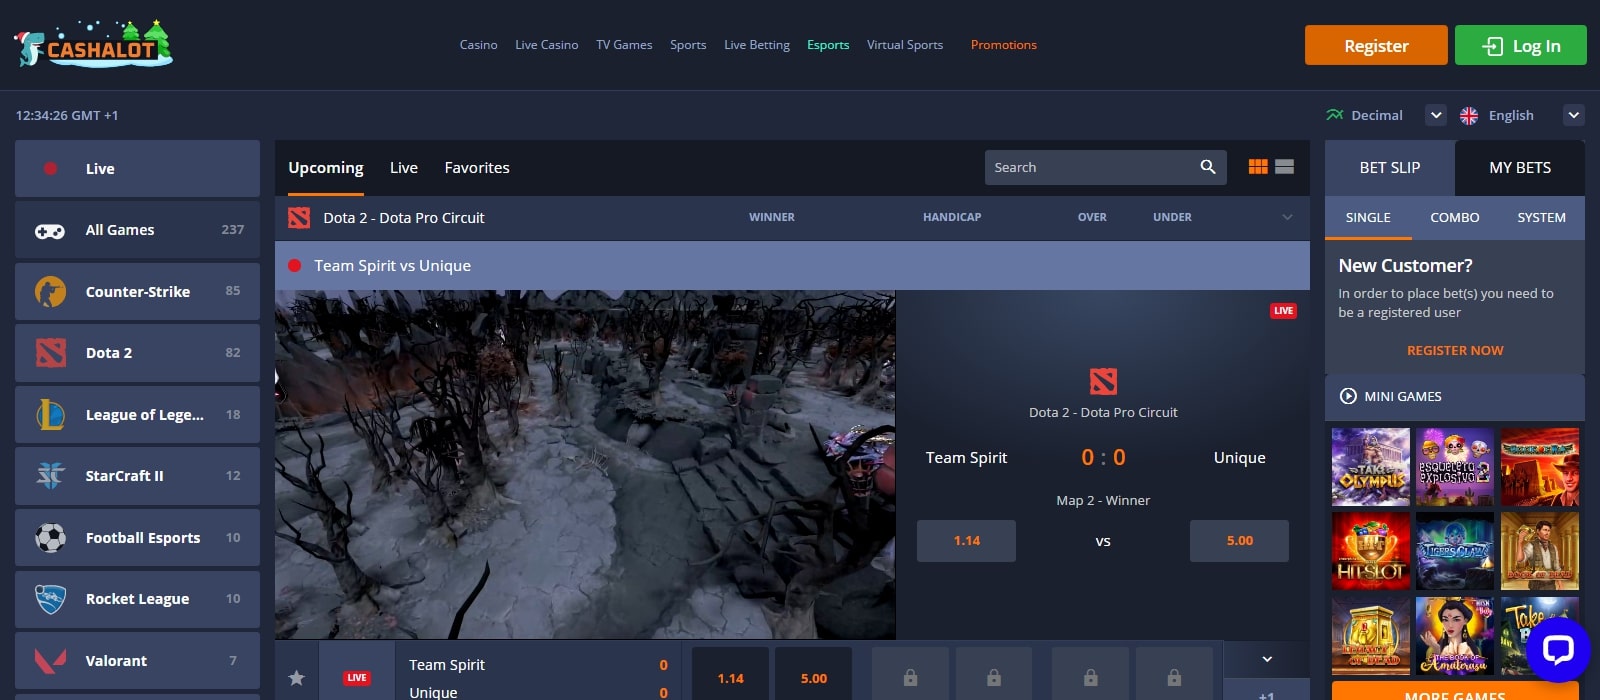 CASHALOT
Casino Live Casino TV Games Sports Live Betting Esports Virtual Sports Promotions
Register
Log In
12:34:26 GMT +1
Decimal
English
Live
All Games 237
Counter-Strike 85
Dota 2 82
League of Lege... 18
StarCraft II 12
Football Esports 10
Rocket League 10
Valorant 7
Upcoming Live Favorites
Search
Dota 2 - Dota Pro Circuit WINNER HANDICAP OVER UNDER
Team Spirit vs Unique
LIVE
Dota 2 - Dota Pro Circuit
Team Spirit 0 : 0 Unique
Map 2 - Winner
1.14 vs 5.00
LIVE
Team Spirit 0
Unique 0
1.14 5.00
+1
BET SLIP MY BETS
SINGLE COMBO SYSTEM
New Customer?
In order to place bet(s) you need to
be a registered user
REGISTER NOW
MINI GAMES
TAKE
OLYMPUS
esqueleto
explosivo
2
HIT
HIT SLOT
TIGER'S CLAW
BOOK OF DEAD
LEGACY
OF DEAD
THE BOOK OF
Amaterasu
Take
MORE GAMES